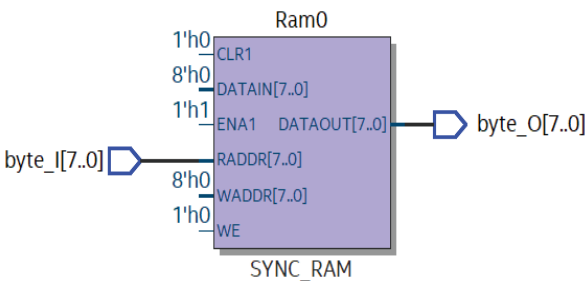 Ram0
1'h0
CLR1
8'h0
DATAIN[7..0]
1'h1
ENA1 DATAOUT[7..0]
byte_O[7..0]
byte_I[7..0]
RADDR[7..0]
8'h0
WADDR[7..0]
1'h0
WE
SYNC_RAM